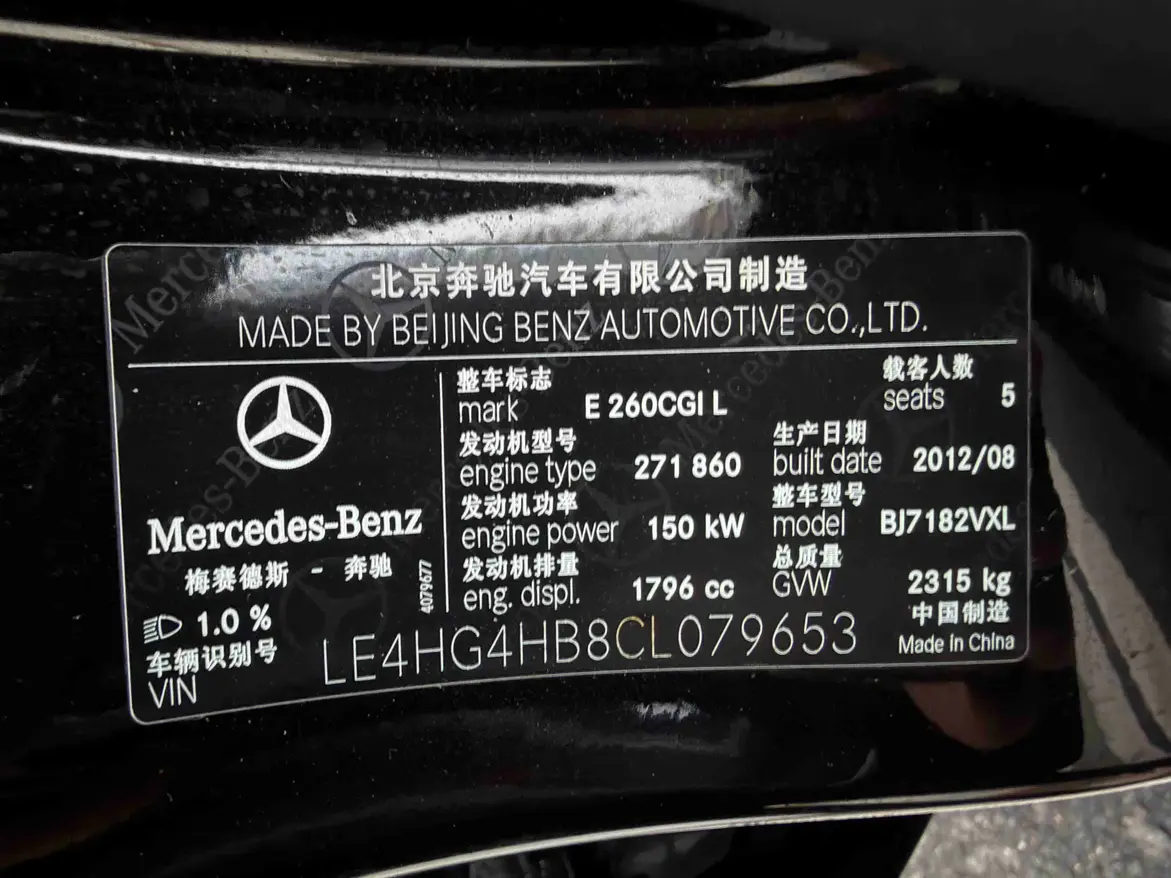 北京奔驰汽车有限公司制造
MADE BY BEIJING BENZ AUTOMOTIVE CO.,LTD.
Mercedes-Benz
梅赛德斯 - 奔驰
1.0 %
4079677
整车标志
mark E 260CGI L
载客人数
seats 5
发动机型号
engine type 271 860
生产日期
built date 2012/08
发动机功率
engine power 150 kW
整车型号
model BJ7182VXL
发动机排量
eng. displ. 1796 cc
总质量
GVW 2315 kg
车辆识别号
VIN LE4HG4HB8CL079653
中国制造
Made in China